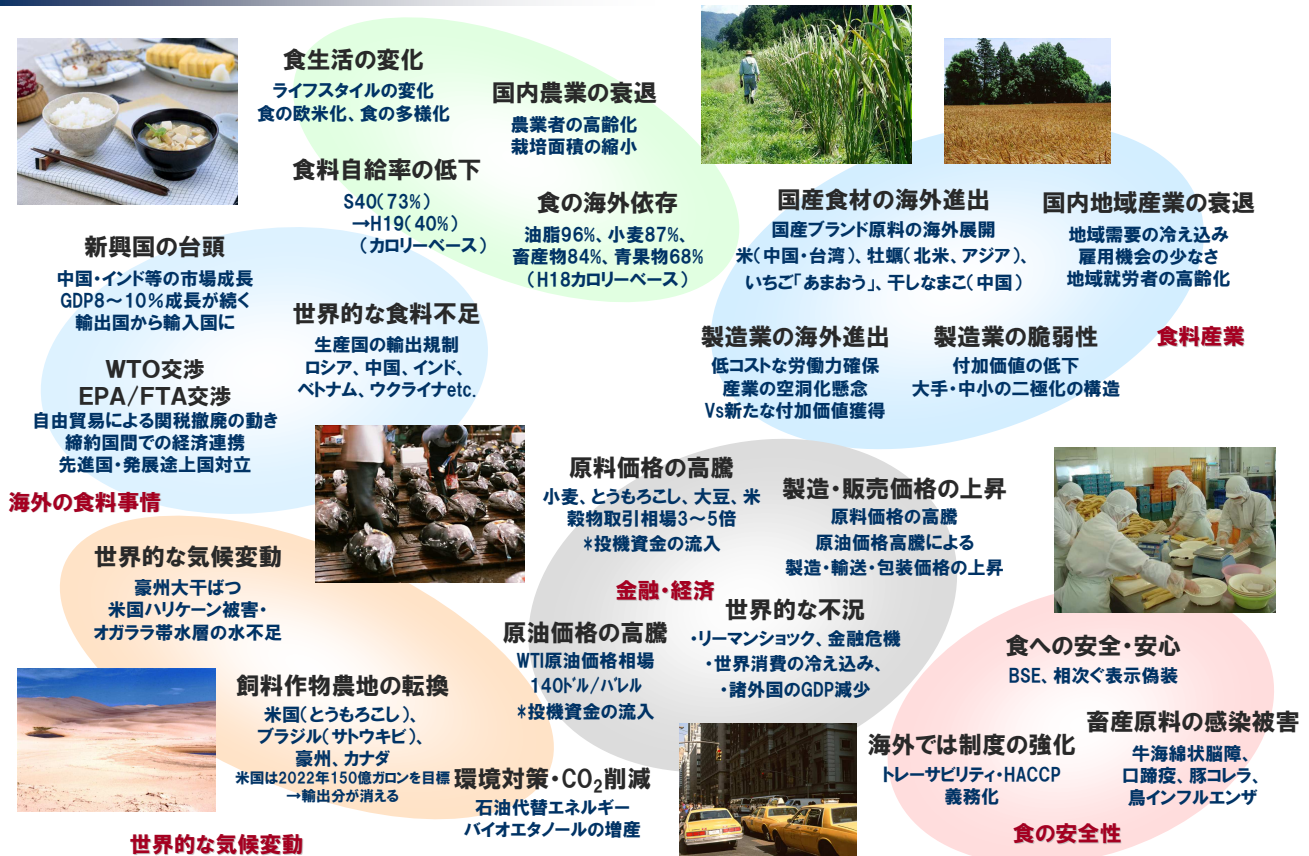 食生活の変化
ライフスタイルの変化
食の欧米化、食の多様化
国内農業の衰退
農業者の高齢化
栽培面積の縮小
食料自給率の低下
S40(73%)
→H19(40%)
(カロリーベース)
食の海外依存
油脂96%、小麦87%、
畜産物84%、青果物68%
(H18カロリーベース)
国産食材の海外進出
国産ブランド原料の海外展開
米(中国・台湾)、牡蠣(北米、アジア)、
いちご「あまおう」、干しなまこ(中国)
国内地域産業の衰退
地域需要の冷え込み
雇用機会の少なさ
地域就労者の高齢化
製造業の海外進出
低コストな労働力確保
産業の空洞化懸念
Vs新たな付加価値獲得
製造業の脆弱性
付加価値の低下
大手・中小の二極化の構造
食料産業
新興国の台頭
中国・インド等の市場成長
GDP8～10%成長が続く
輸出国から輸入国に
世界的な食料不足
生産国の輸出規制
ロシア、中国、インド、
ベトナム、ウクライナetc.
WTO交渉
EPA/FTA交渉
自由貿易による関税撤廃の動き
締約国間での経済連携
先進国・発展途上国対立
海外の食料事情
原料価格の高騰
小麦、とうもろこし、大豆、米
穀物取引相場3～5倍
*投機資金の流入
製造・販売価格の上昇
原料価格の高騰
原油価格高騰による
製造・輸送・包装価格の上昇
金融・経済
世界的な不況
・リーマンショック、金融危機
・世界消費の冷え込み、
・諸外国のGDP減少
原油価格の高騰
WTI原油価格相場
140ﾄﾞﾙ/ﾊﾞﾚﾙ
*投機資金の流入
世界的な気候変動
豪州大干ばつ
米国ハリケーン被害・
オガララ帯水層の水不足
飼料作物農地の転換
米国(とうもろこし)、
ブラジル(サトウキビ)、
豪州、カナダ
米国は2022年150億ガロンを目標
→輸出分が消える
環境対策・CO₂削減
石油代替エネルギー
バイオエタノールの増産
世界的な気候変動
食への安全・安心
BSE、相次ぐ表示偽装
畜産原料の感染被害
牛海綿状脳障、
口蹄疫、豚コレラ、
鳥インフルエンザ
海外では制度の強化
トレーサビリティ・HACCP
義務化
食の安全性